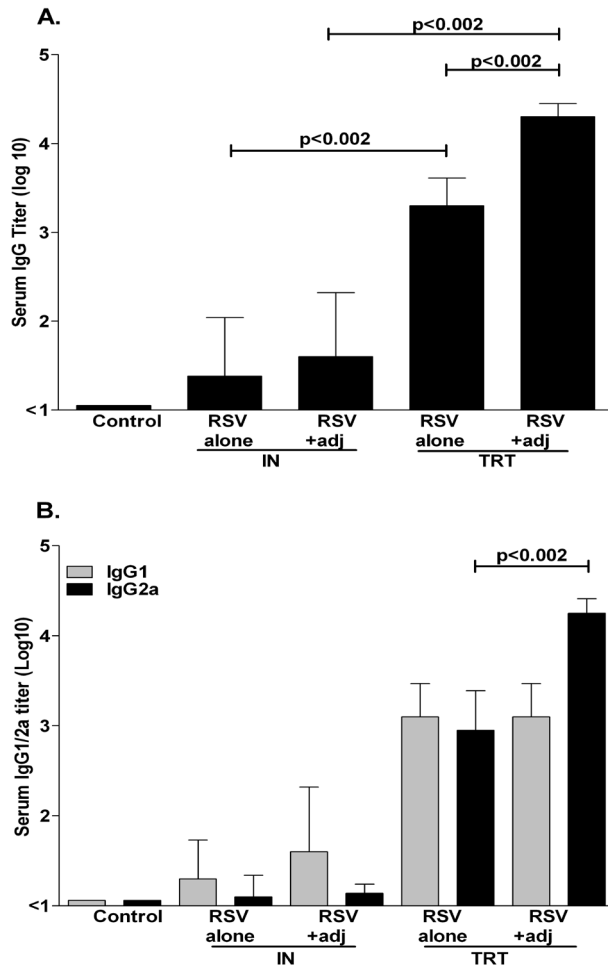 A.
p<0.002
p<0.002
p<0.002
Serum IgG Titer (log 10)
5
4
3
2
<1
Control
RSV alone
RSV +adj
RSV alone
RSV +adj
IN
TRT
B.
IgG1
IgG2a
p<0.002
Serum IgG1/2a titer (Log10)
5
4
3
2
<1
Control
RSV alone
RSV +adj
RSV alone
RSV +adj
IN
TRT